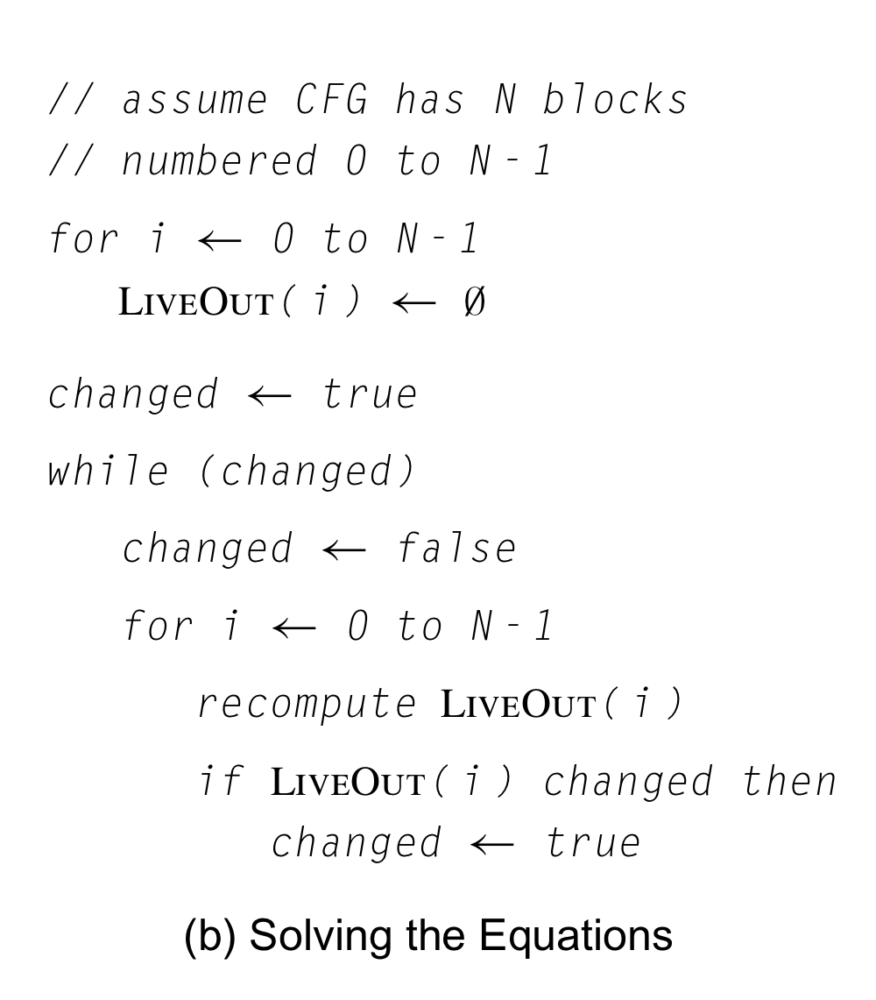 // assume CFG has N blocks
// numbered 0 to N-1
for i ← 0 to N-1
LIVEOUT(i) ← ∅
changed ← true
while (changed)
changed ← false
for i ← 0 to N-1
recompute LIVEOUT(i)
if LIVEOUT(i) changed then
changed ← true
(b) Solving the Equations